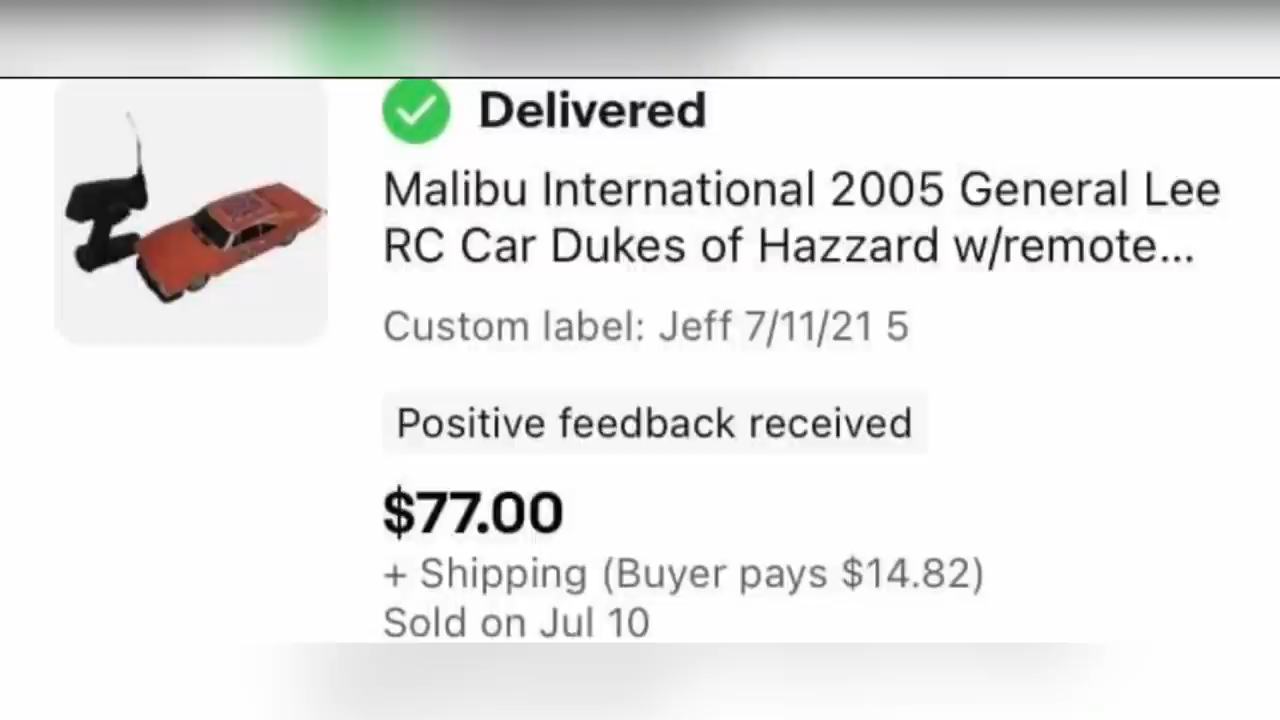 Delivered
Malibu International 2005 General Lee
RC Car Dukes of Hazzard w/remote...
Custom label: Jeff 7/11/21 5
Positive feedback received
$77.00
+ Shipping (Buyer pays $14.82)
Sold on Jul 10